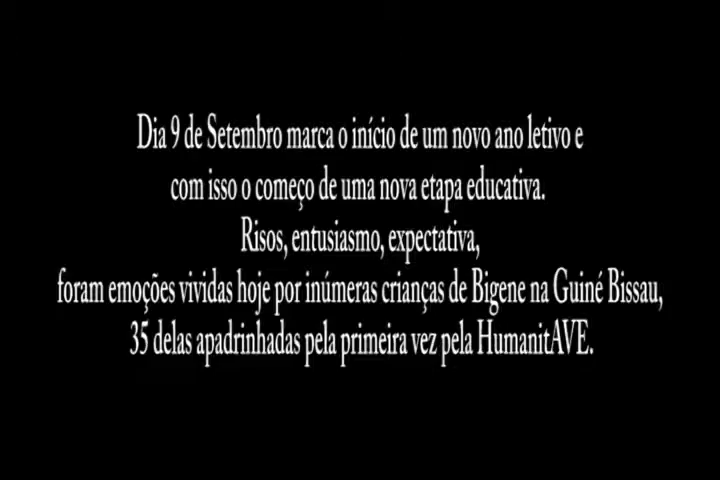 Dia 9 de Setembro marca o início de um novo ano letivo e
com isso o começo de uma nova etapa educativa.
Risos, entusiasmo, expectativa,
foram emoções vividas hoje por inúmeras crianças de Bigene na Guiné Bissau,
35 delas apadrinhadas pela primeira vez pela HumanitAVE.